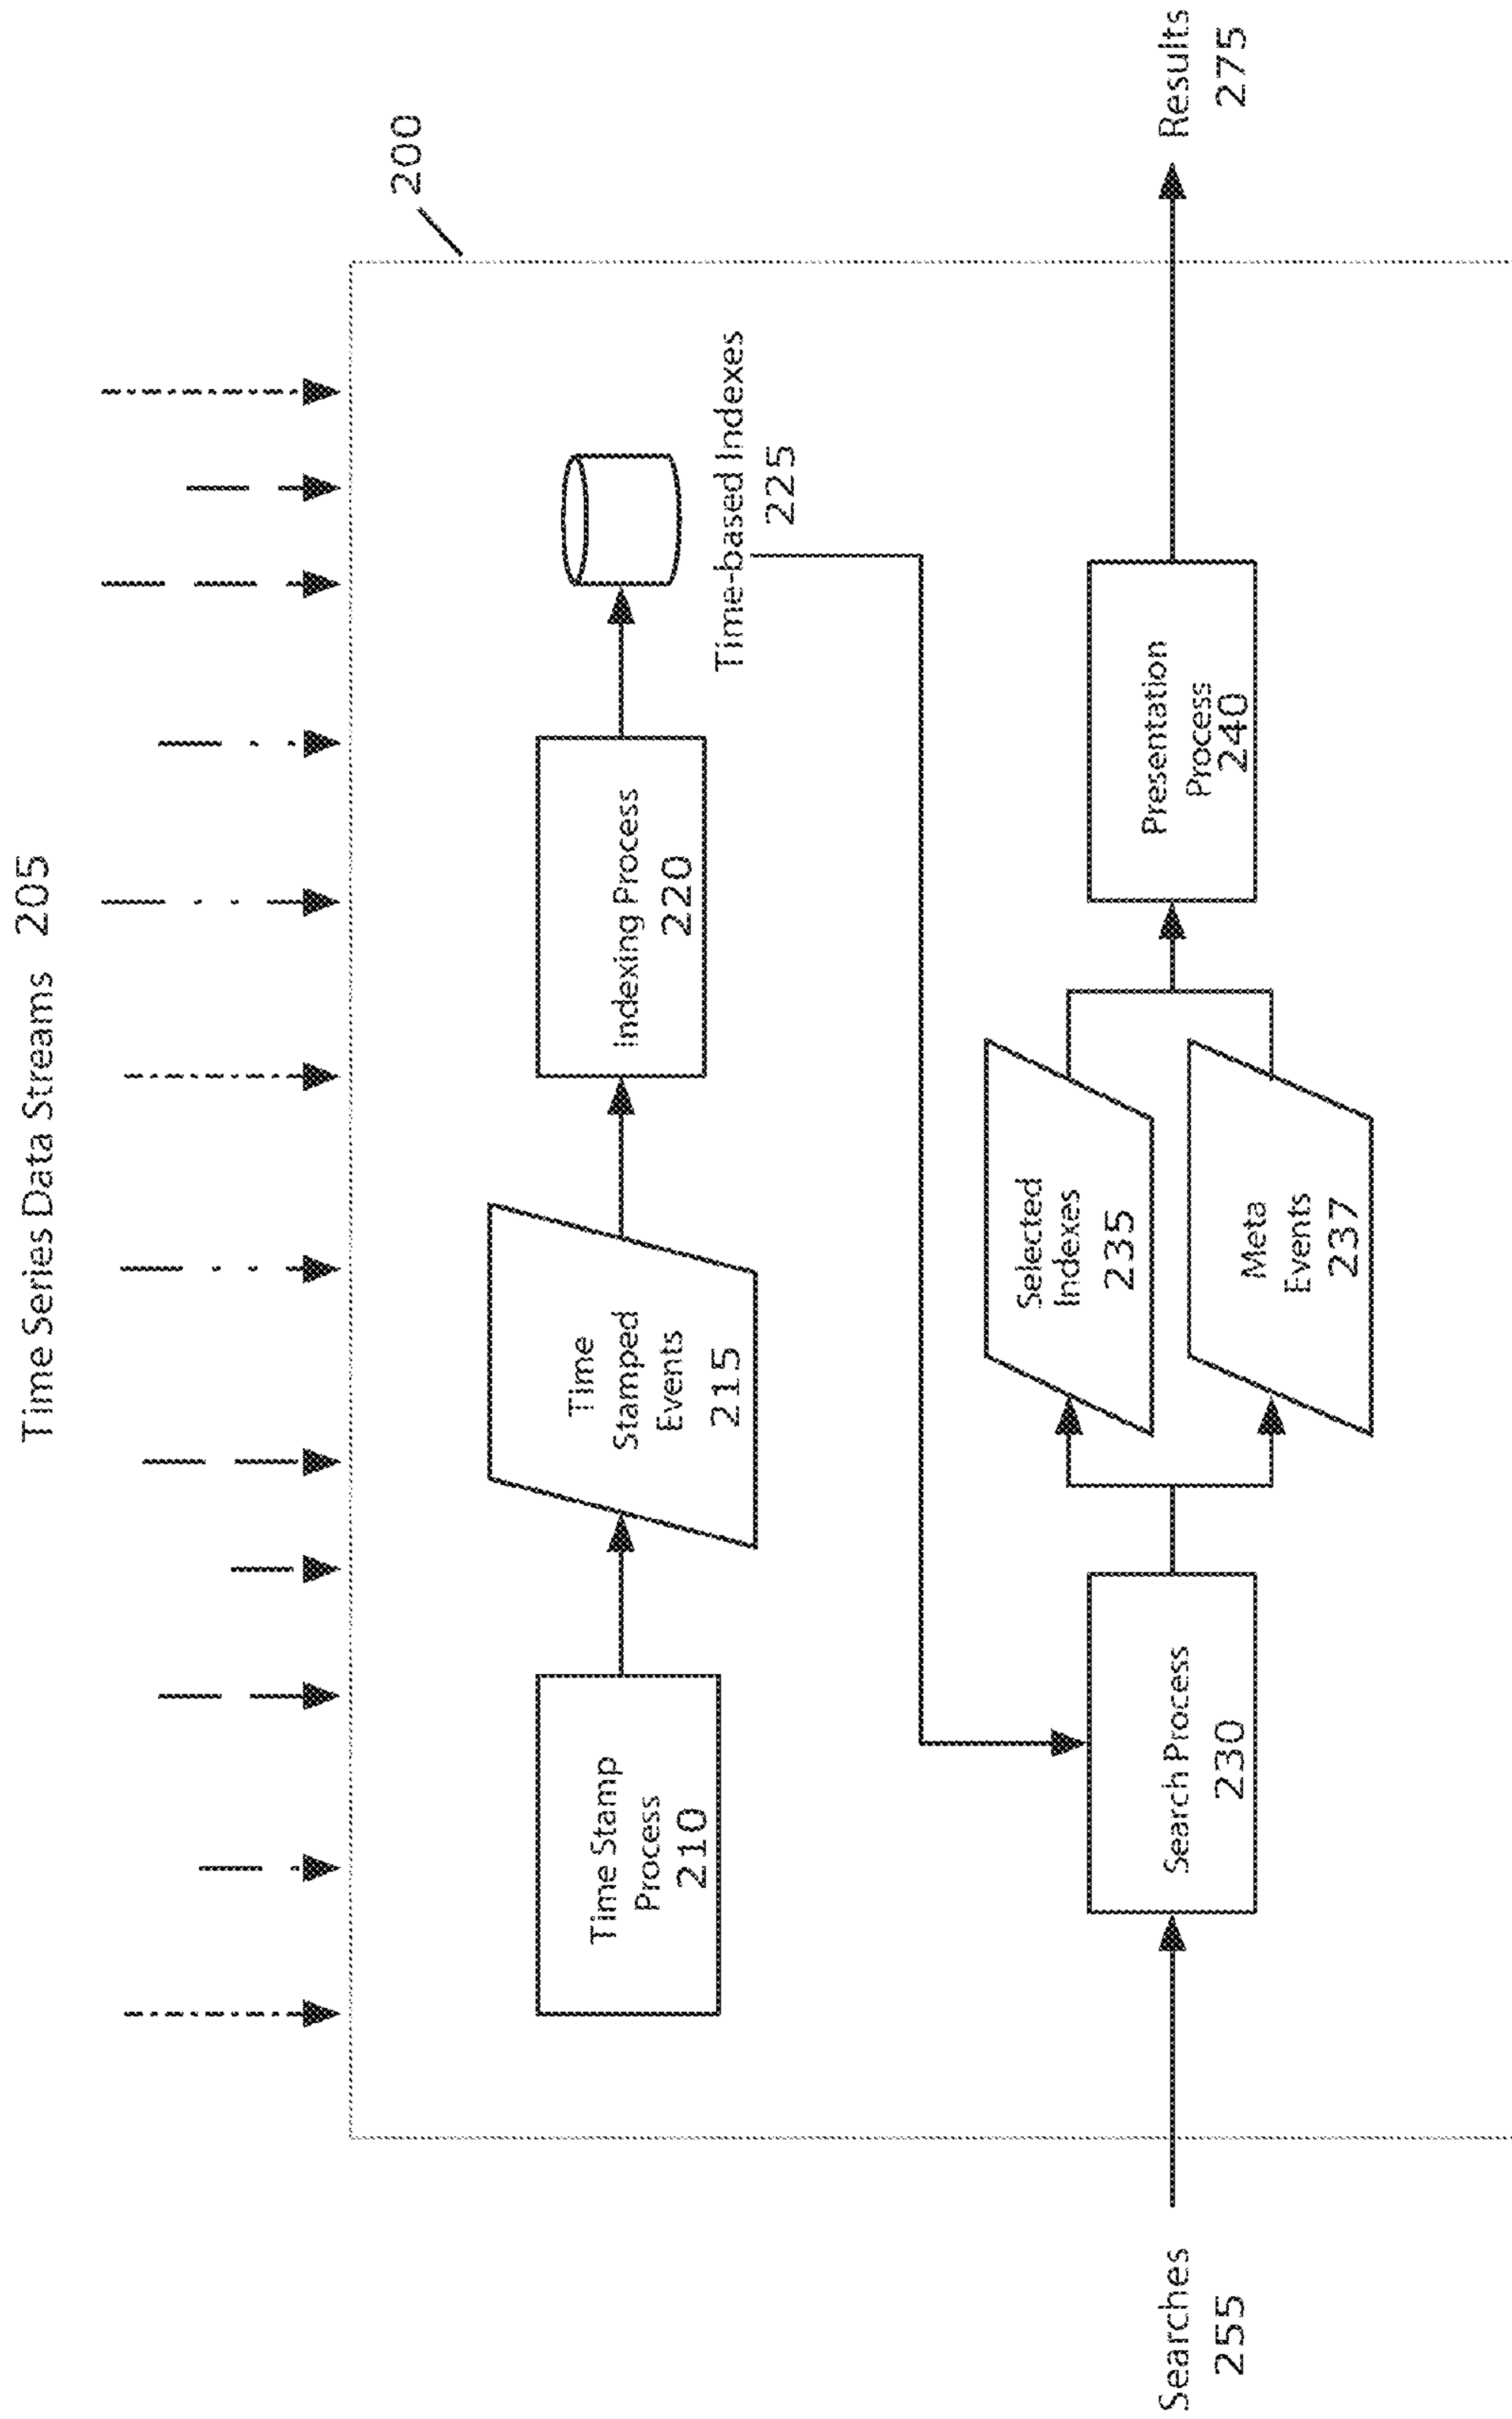 Time Series Data Streams 205
200
Time Stamp
Process
210
Time
Stamped
Events
215
Indexing Process
220
Time-based Indexes
225
Searches
255
Search Process
230
Selected
Indexes
235
Meta
Events
237
Presentation
Process
240
Results
275